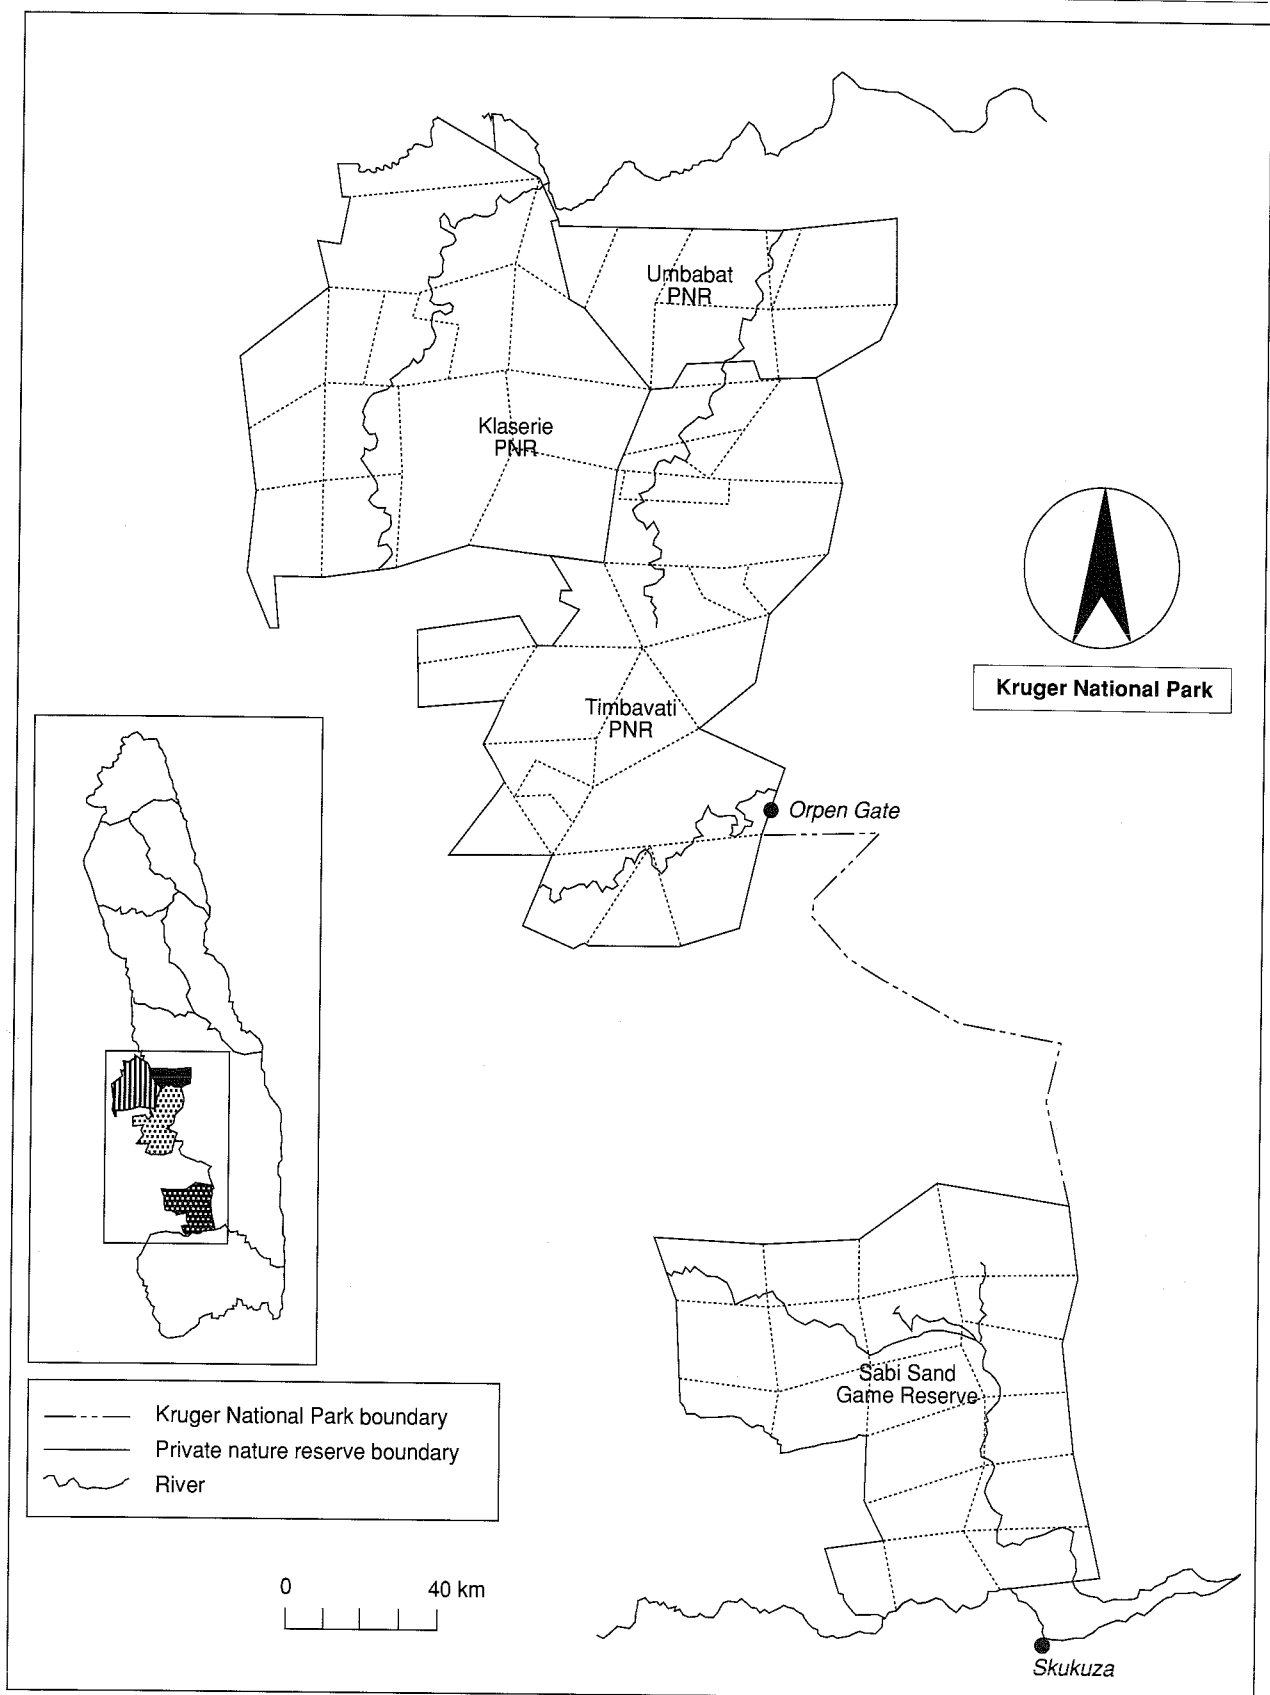 Umbabat
PNR
Klaserie
PNR
Kruger National Park
Timbavati
PNR
Orpen Gate
Sabi Sand
Game Reserve
Kruger National Park boundary
Private nature reserve boundary
River
0 40 km
Skukuza